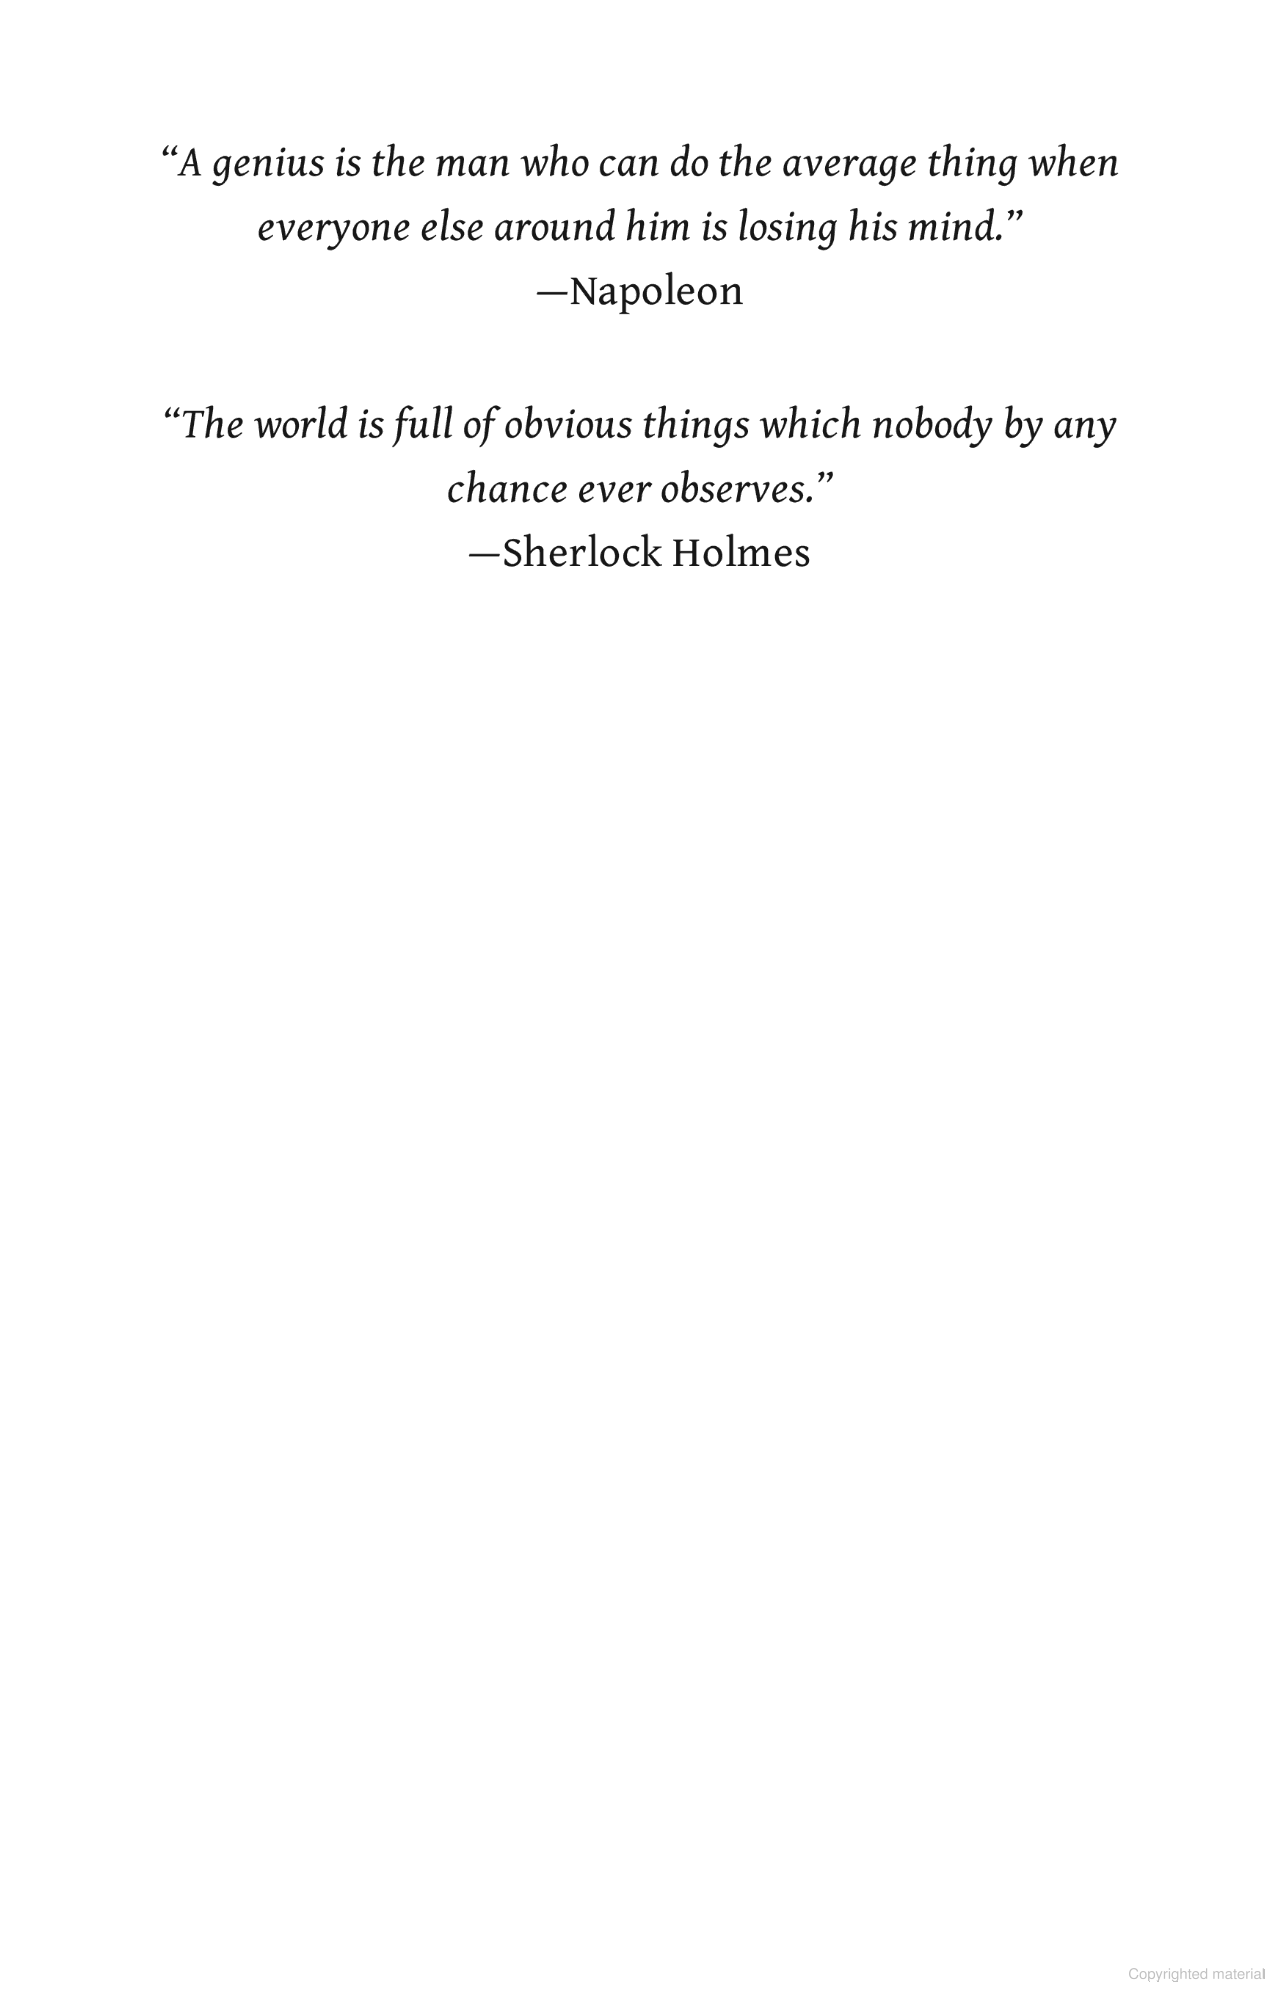 “A genius is the man who can do the average thing when
everyone else around him is losing his mind.”
—Napoleon
“The world is full of obvious things which nobody by any
chance ever observes.”
—Sherlock Holmes
Copyrighted material